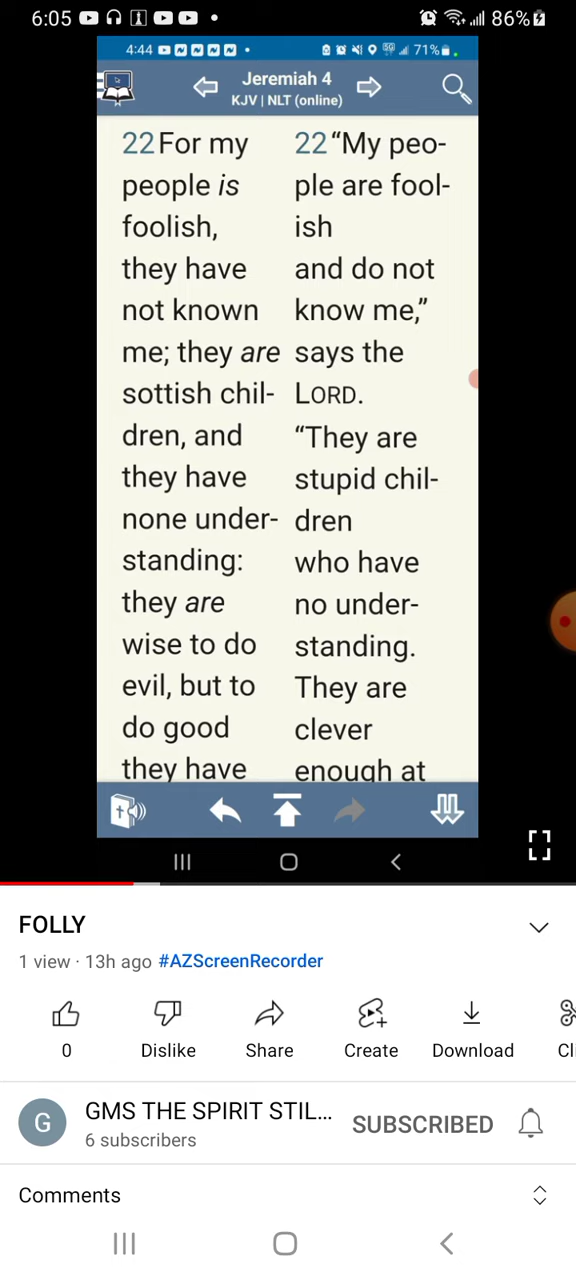 6:05 86%
4:44 71%
Jeremiah 4
KJV | NLT (online)
22 For my
people is
foolish,
they have
not known
me; they are
sottish chil-
dren, and
they have
none under-
standing:
they are
wise to do
evil, but to
do good
they have
22 “My peo-
ple are fool-
ish
and do not
know me,”
says the
LORD.
“They are
stupid chil-
dren
who have
no under-
standing.
They are
clever
enough at
FOLLY
1 view · 13h ago #AZScreenRecorder
0 Dislike Share Create Download Cli
G
GMS THE SPIRIT STIL... SUBSCRIBED
6 subscribers
Comments